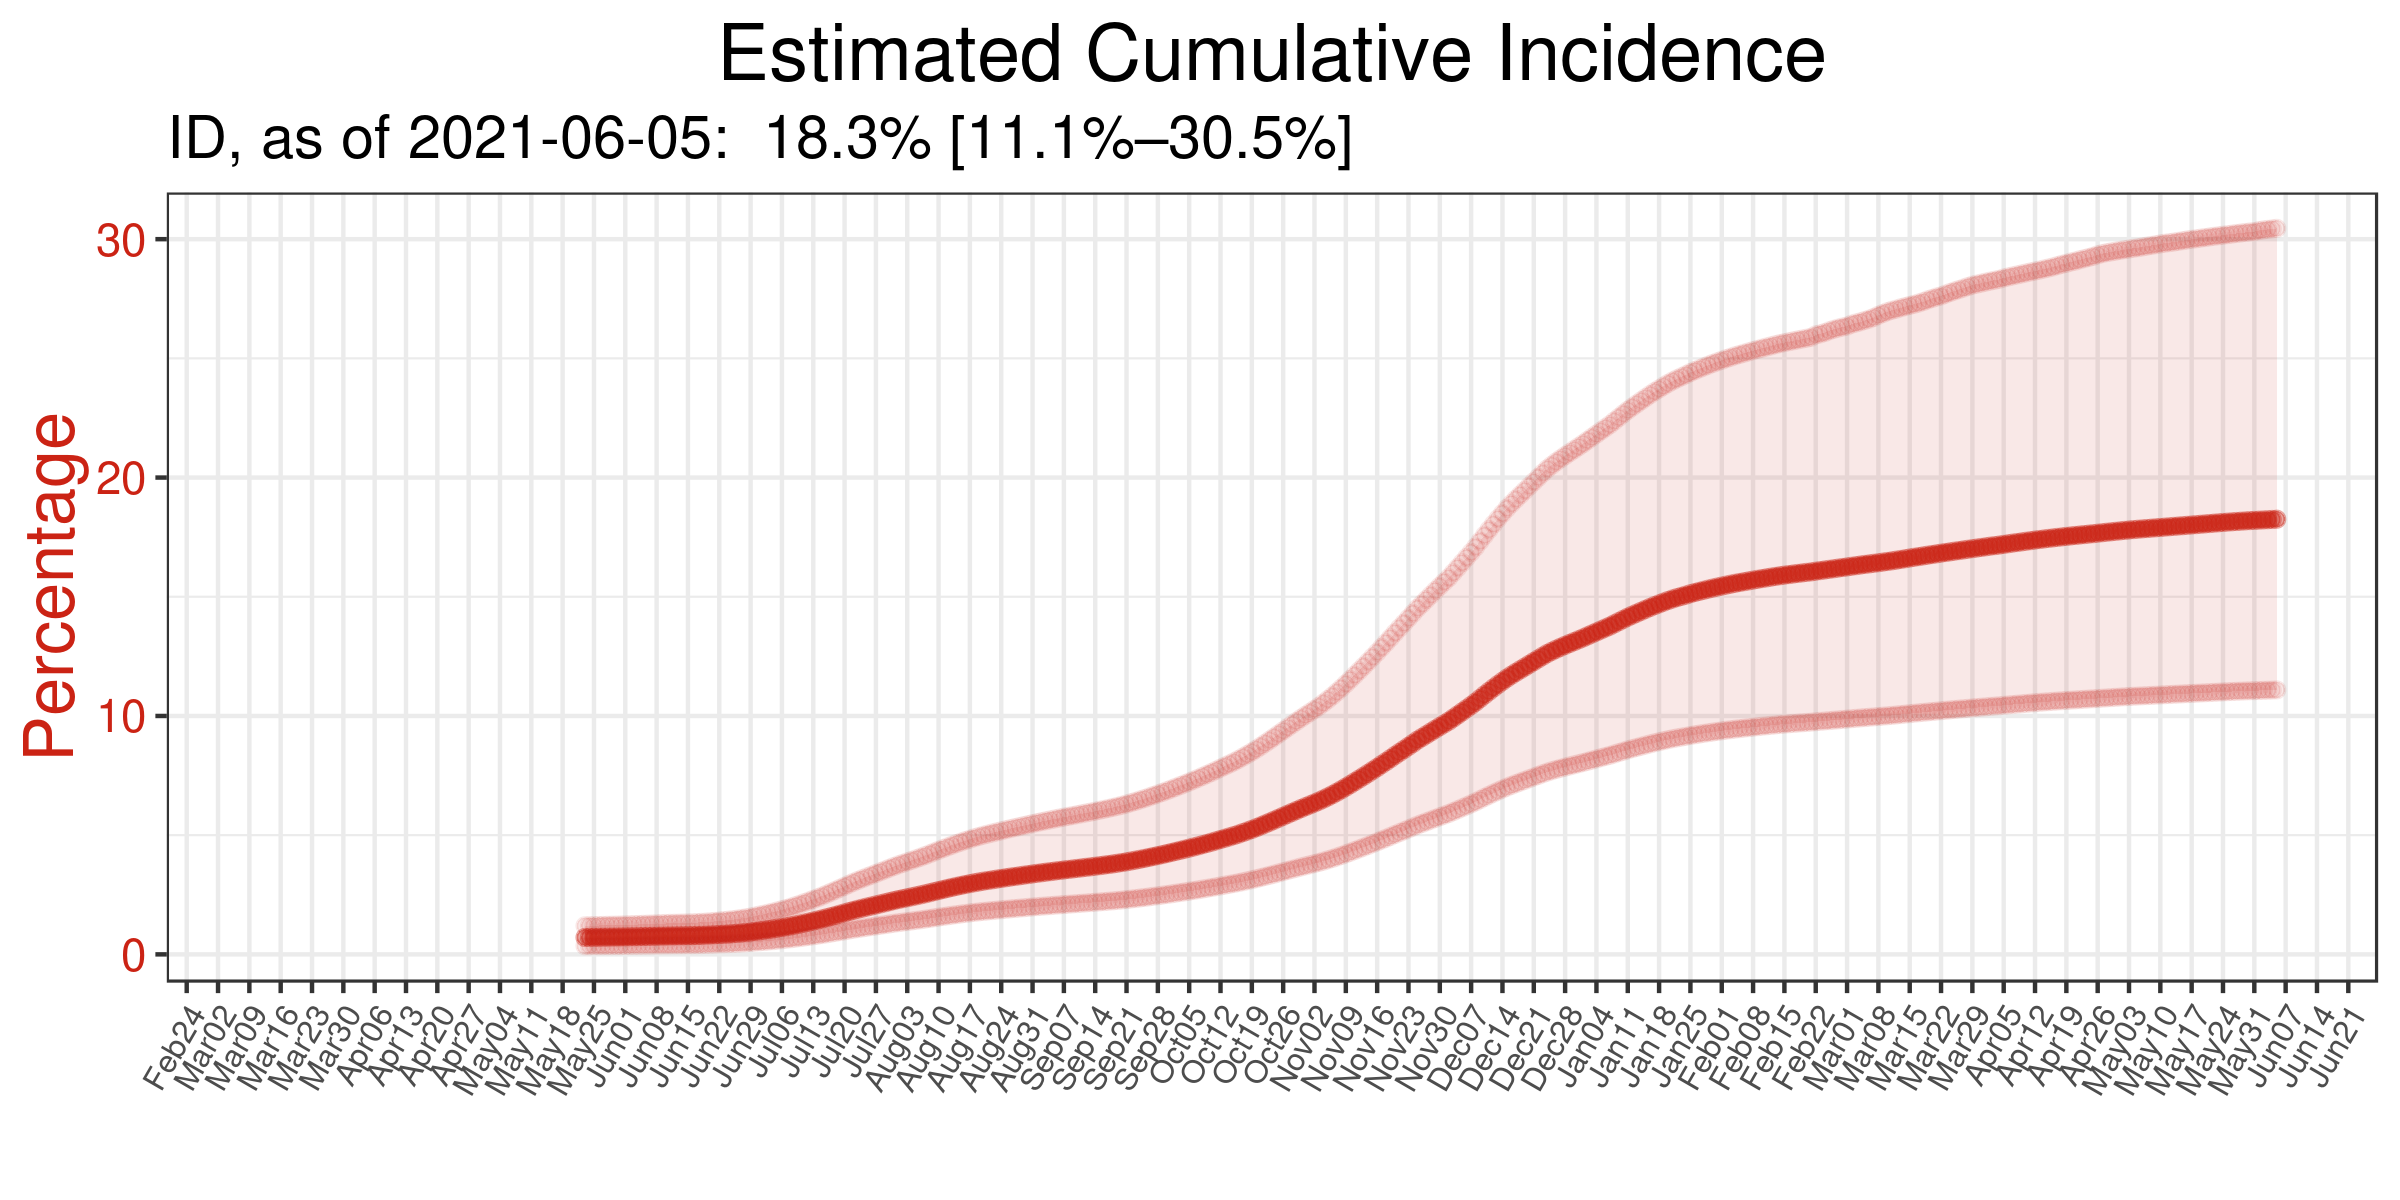 Estimated Cumulative Incidence
ID, as of 2021-06-05:  18.3% [11.1%–30.5%]
Percentage
30
20
10
0
Feb24
Mar02
Mar09
Mar16
Mar23
Mar30
Apr06
Apr13
Apr20
Apr27
May04
May11
May18
May25
Jun01
Jun08
Jun15
Jun22
Jun29
Jul06
Jul13
Jul20
Jul27
Aug03
Aug10
Aug17
Aug24
Aug31
Sep07
Sep14
Sep21
Sep28
Oct05
Oct12
Oct19
Oct26
Nov02
Nov09
Nov16
Nov23
Nov30
Dec07
Dec14
Dec21
Dec28
Jan04
Jan11
Jan18
Jan25
Feb01
Feb08
Feb15
Feb22
Mar01
Mar08
Mar15
Mar22
Mar29
Apr05
Apr12
Apr19
Apr26
May03
May10
May17
May24
May31
Jun07
Jun14
Jun21